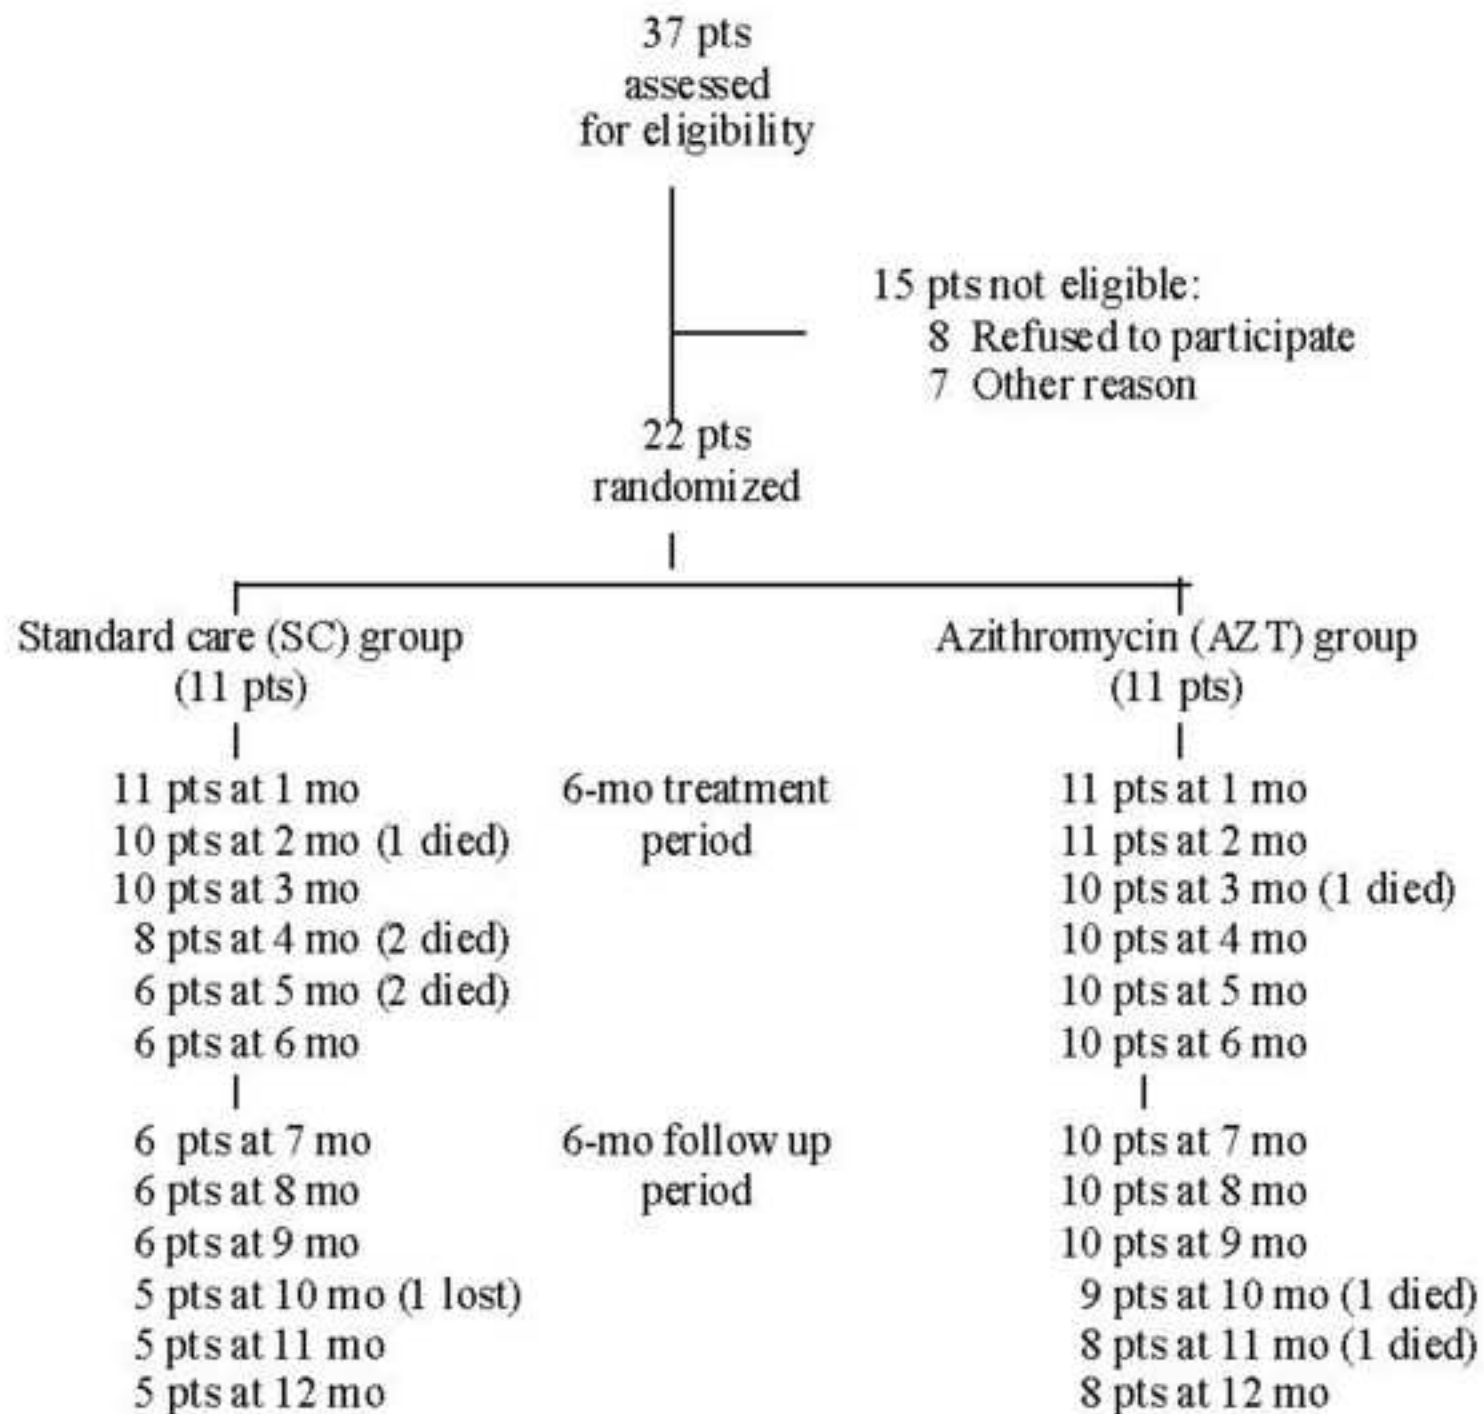 37 pts
assessed
for eligibility
15 pts not eligible:
8 Refused to participate
7 Other reason
22 pts
randomized
Standard care (SC) group
(11 pts)
Azithromycin (AZT) group
(11 pts)
11 pts at 1 mo
10 pts at 2 mo (1 died)
10 pts at 3 mo
8 pts at 4 mo (2 died)
6 pts at 5 mo (2 died)
6 pts at 6 mo
6-mo treatment
period
11 pts at 1 mo
11 pts at 2 mo
10 pts at 3 mo (1 died)
10 pts at 4 mo
10 pts at 5 mo
10 pts at 6 mo
6 pts at 7 mo
6 pts at 8 mo
6 pts at 9 mo
5 pts at 10 mo (1 lost)
5 pts at 11 mo
5 pts at 12 mo
6-mo follow up
period
10 pts at 7 mo
10 pts at 8 mo
10 pts at 9 mo
9 pts at 10 mo (1 died)
8 pts at 11 mo (1 died)
8 pts at 12 mo